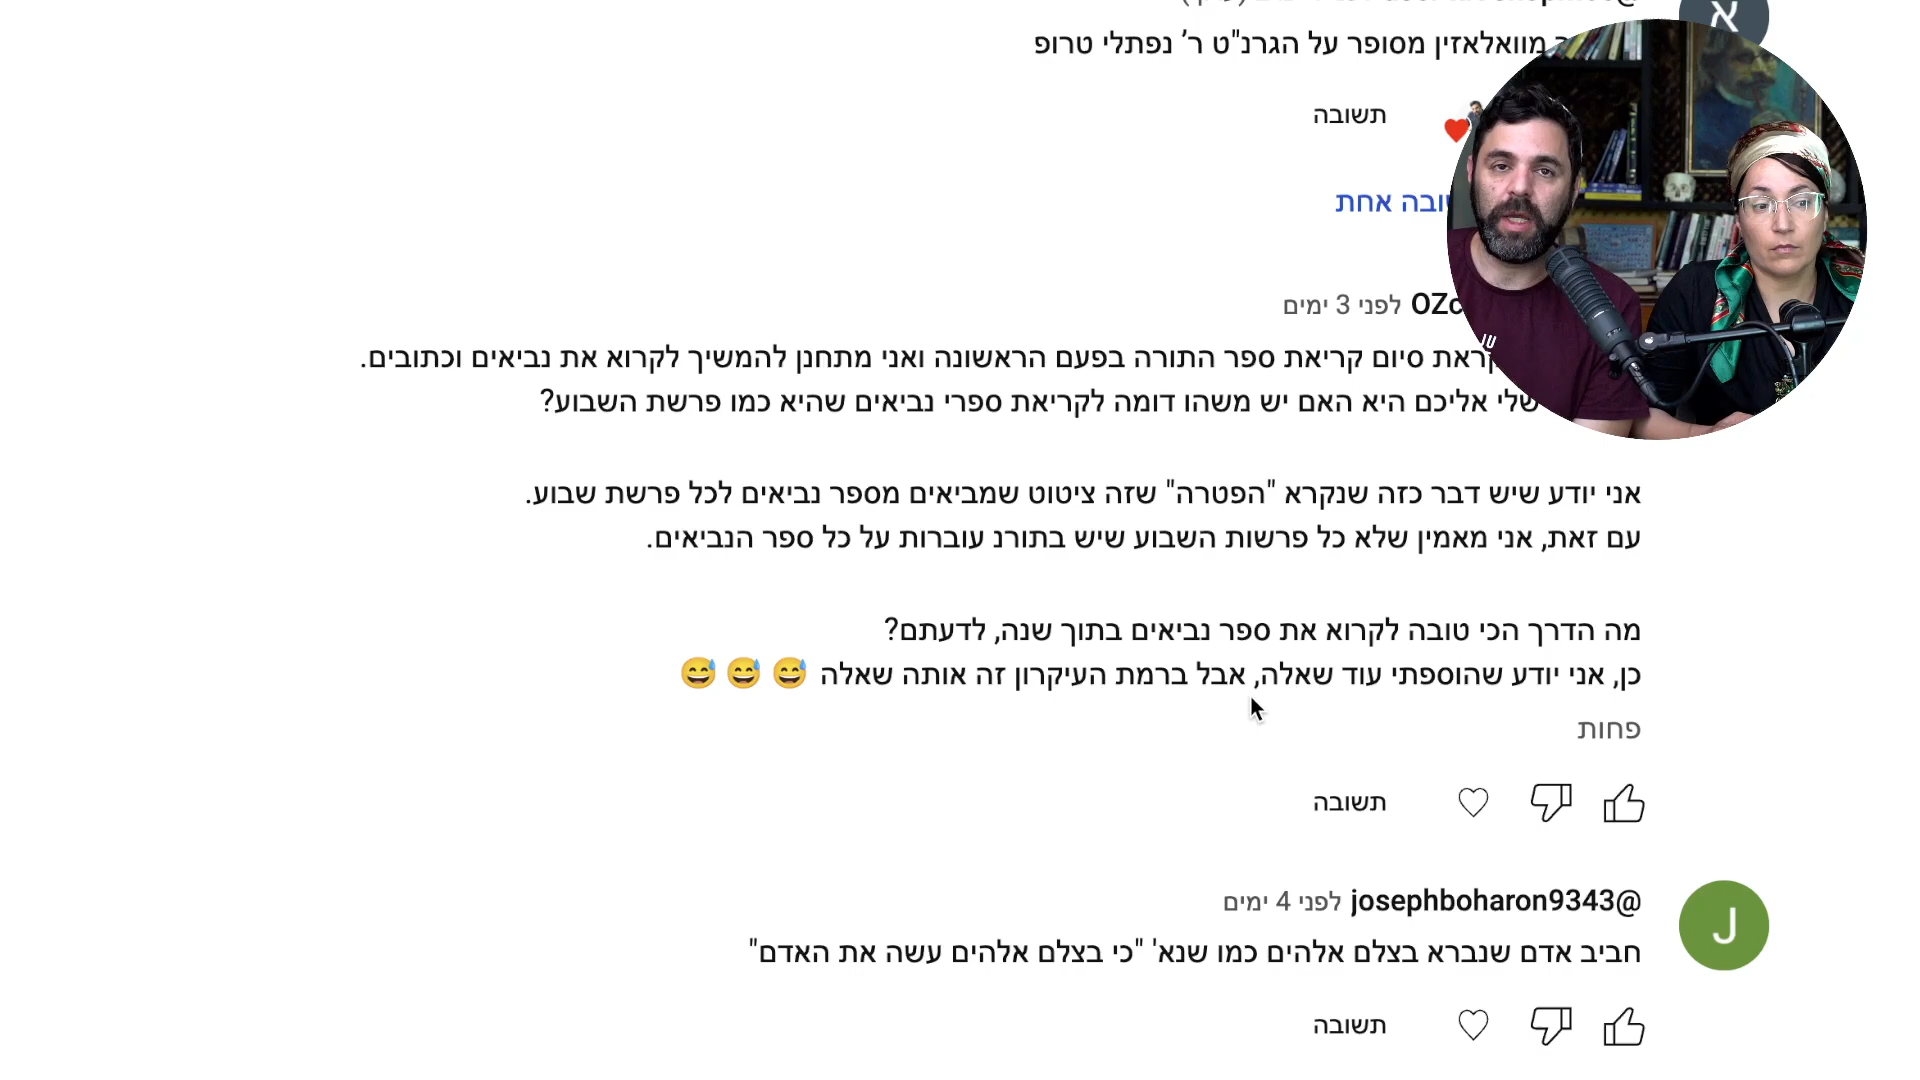 מוואלאזין מסופר על הגרנ"ט ר׳ נפתלי טרופ
תשובה
אחת
לפני 3 ימים
קראת סיום קריאת ספר התורה בפעם הראשונה ואני מתחנן להמשיך לקרוא את נביאים וכתובים.
שלי אליכם היא האם יש משהו דומה לקריאת ספרי נביאים שהיא כמו פרשת השבוע?
אני יודע שיש דבר כזה שנקרא "הפטרה" שזה ציטוט שמביאים מספר נביאים לכל פרשת שבוע.
עם זאת, אני מאמין שלא כל פרשות השבוע שיש בתורנ עוברות על כל ספר הנביאים.
מה הדרך הכי טובה לקרוא את ספר נביאים בתוך שנה, לדעתם?
כן, אני יודע שהוספתי עוד שאלה, אבל ברמת העיקרון זה אותה שאלה 😅 😅 😅
פחות
תשובה
@josephboharon9343 לפני 4 ימים
J
חביב אדם שנברא בצלם אלהים כמו שנא' "כי בצלם אלהים עשה את האדם"
תשובה